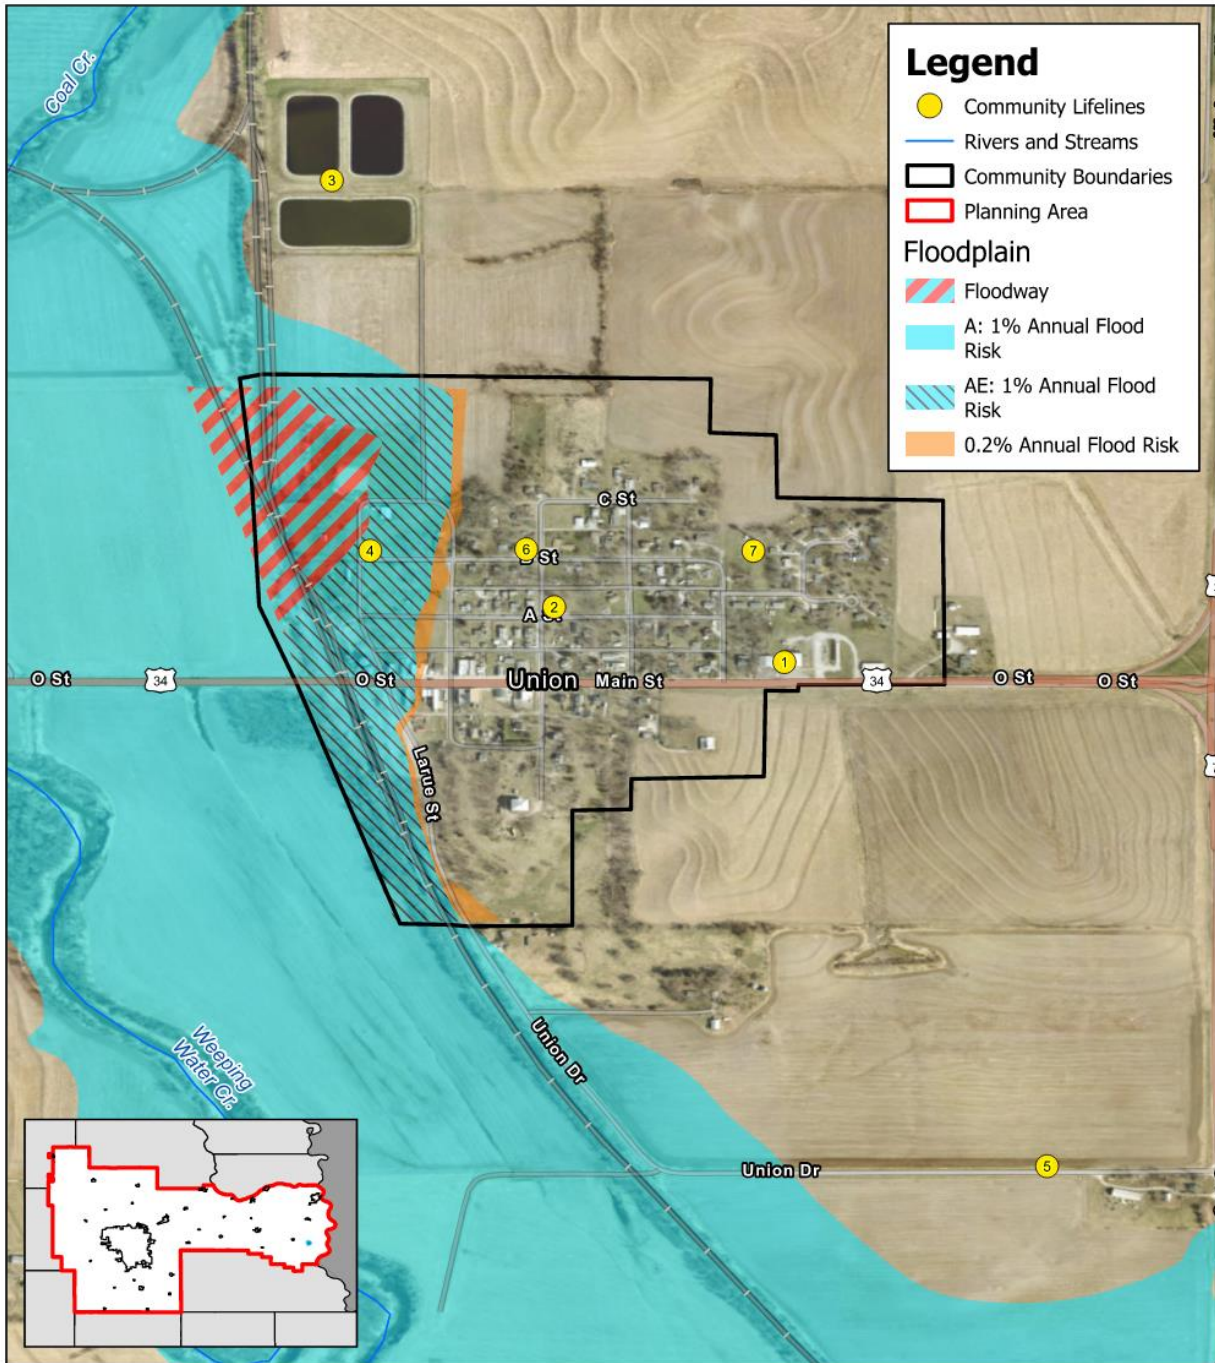 Coal Cr.
Legend
Community Lifelines
Rivers and Streams
Community Boundaries
Planning Area
Floodplain
Floodway
A: 1% Annual Flood
Risk
AE: 1% Annual Flood
Risk
0.2% Annual Flood Risk
3
C St
4
6
7
B St
2
A St
1
O St
34
O St
Union
Main St
34
O St
O St
Larue St
Weeping
Water Cr.
Union Dr
Union Dr
5